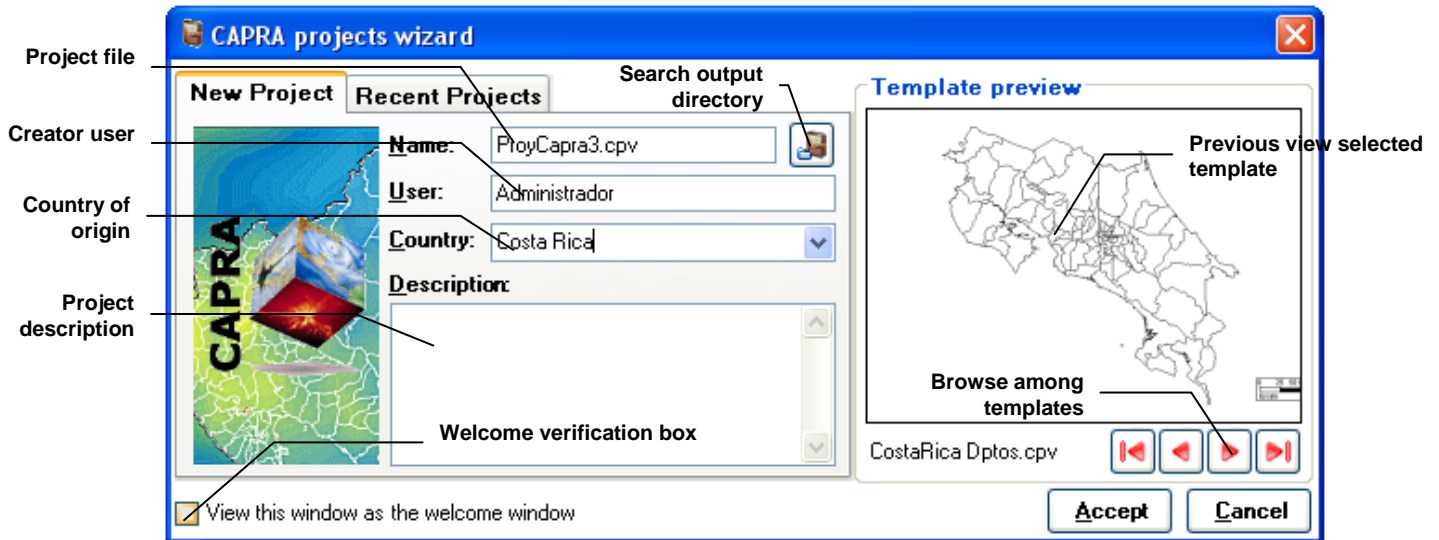 CAPRA projects wizard
Project file
New Project
Recent Projects
Search output
directory
Template preview
Creator user
Name:
ProyCapra3.cpv
Previous view selected
template
User:
Administrador
Country of
origin
Country:
Costa Rica
CAPRA
Description:
Project
description
Browse among
templates
Welcome verification box
CostaRica Dptos.cpv
View this window as the welcome window
Accept
Cancel